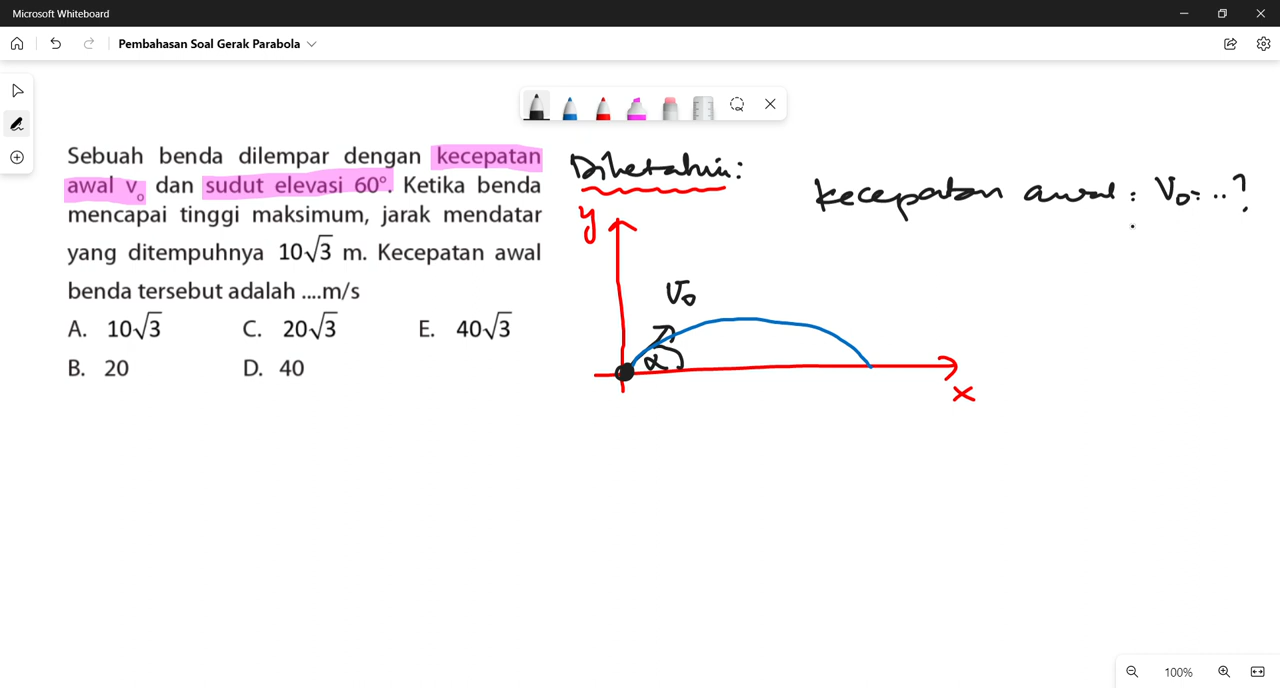 Microsoft Whiteboard
Pembahasan Soal Gerak Parabola
Sebuah benda dilempar dengan kecepatan
awal v₀ dan sudut elevasi 60°. Ketika benda
mencapai tinggi maksimum, jarak mendatar
yang ditempuhnya 10√3 m. Kecepatan awal
benda tersebut adalah ....m/s
A. 10√3 C. 20√3 E. 40√3
B. 20 D. 40
Diketahui:
kecepatan awal : V₀ = ..?
y
V₀
α
x
100%